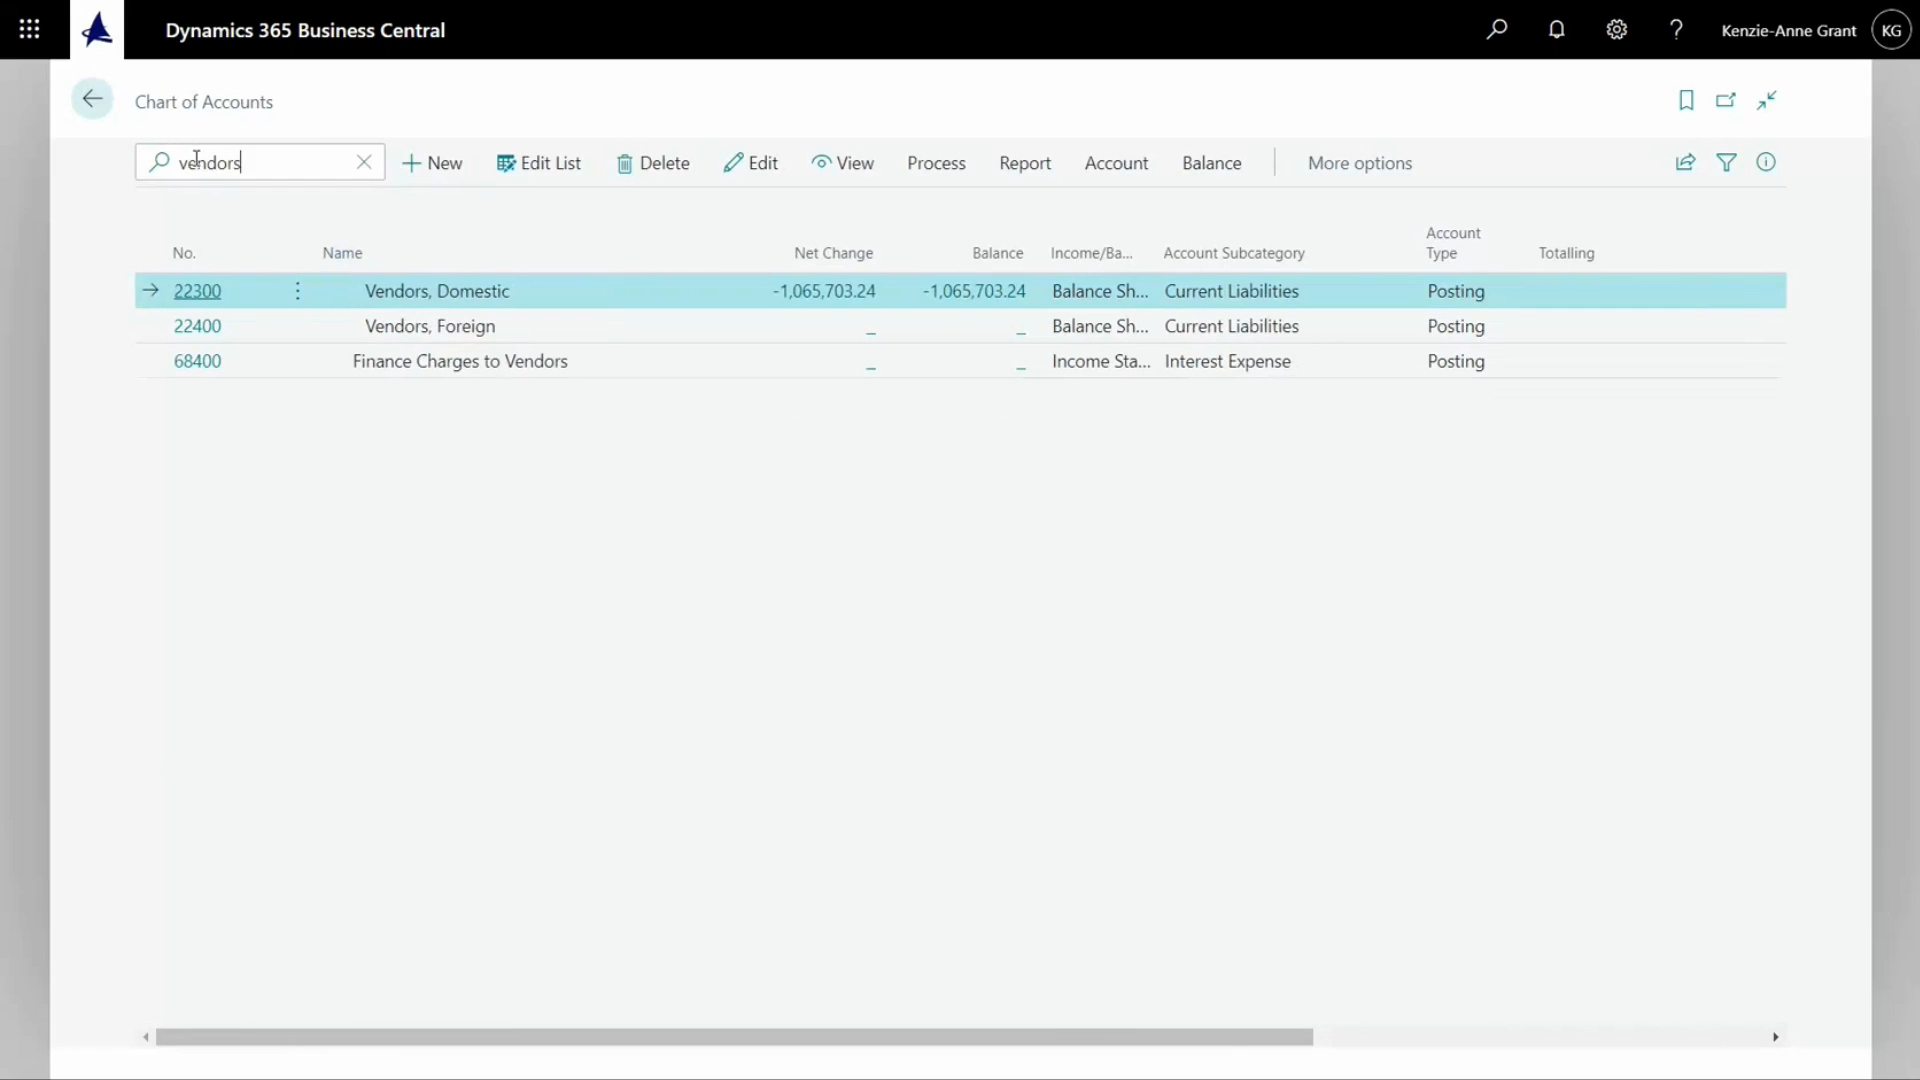 Dynamics 365 Business Central
Kenzie-Anne Grant
KG
Chart of Accounts
vendors
New
Edit List
Delete
Edit
View
Process
Report
Account
Balance
More options
No. Name Net Change Balance Income/Ba... Account Subcategory Account Type Totalling
22300 Vendors, Domestic -1,065,703.24 -1,065,703.24 Balance Sh... Current Liabilities Posting
22400 Vendors, Foreign _ _ Balance Sh... Current Liabilities Posting
68400 Finance Charges to Vendors _ _ Income Sta... Interest Expense Posting